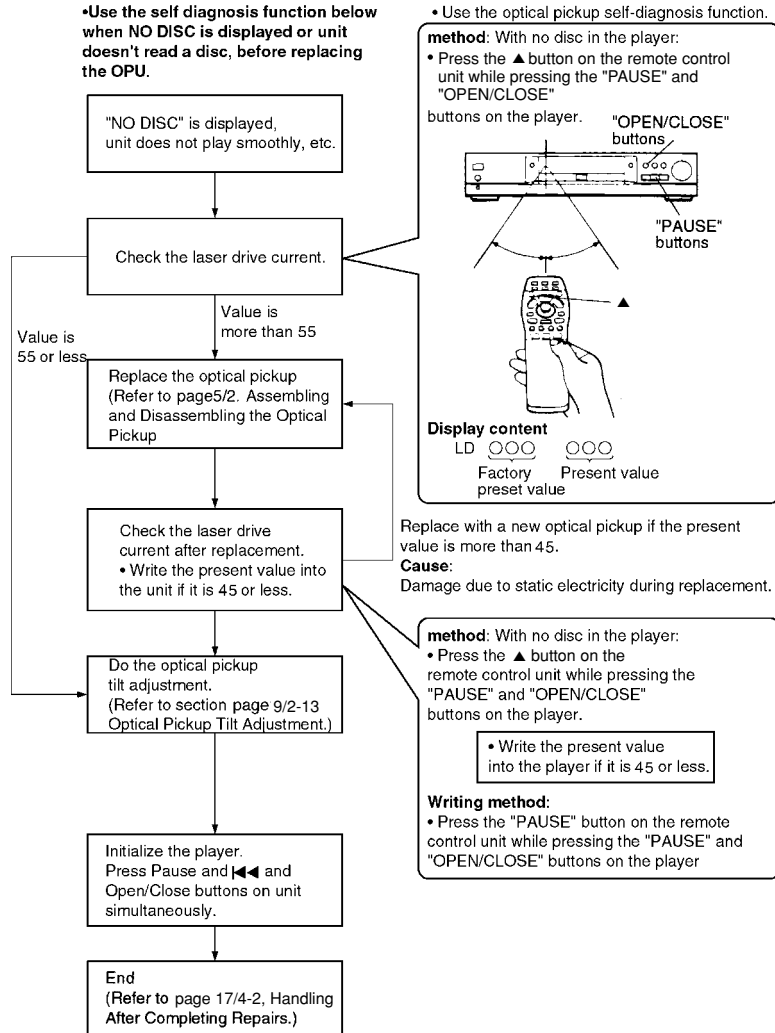 •Use the self diagnosis function below
when NO DISC is displayed or unit
doesn't read a disc, before replacing
the OPU.
"NO DISC" is displayed,
unit does not play smoothly, etc.
Check the laser drive current.
Value is
55 or less
Value is
more than 55
Replace the optical pickup
(Refer to page5/2. Assembling
and Disassembling the Optical
Pickup
Check the laser drive
current after replacement.
• Write the present value into
the unit if it is 45 or less.
Do the optical pickup
tilt adjustment.
(Refer to section page 9/2-13
Optical Pickup Tilt Adjustment.)
Initialize the player.
Press Pause and |◀◀ and
Open/Close buttons on unit
simultaneously.
End
(Refer to page 17/4-2, Handling
After Completing Repairs.)
• Use the optical pickup self-diagnosis function.
method: With no disc in the player:
• Press the ▲ button on the remote control
unit while pressing the "PAUSE" and
"OPEN/CLOSE"
buttons on the player.
"OPEN/CLOSE"
buttons
"PAUSE"
buttons
▲
Display content
LD ○○○ ○○○
Factory
preset value
Present value
Replace with a new optical pickup if the present
value is more than 45.
Cause:
Damage due to static electricity during replacement.
method: With no disc in the player:
• Press the ▲ button on the
remote control unit while pressing the
"PAUSE" and "OPEN/CLOSE"
buttons on the player.
• Write the present value
into the player if it is 45 or less.
Writing method:
• Press the "PAUSE" button on the remote
control unit while pressing the "PAUSE" and
"OPEN/CLOSE" buttons on the player